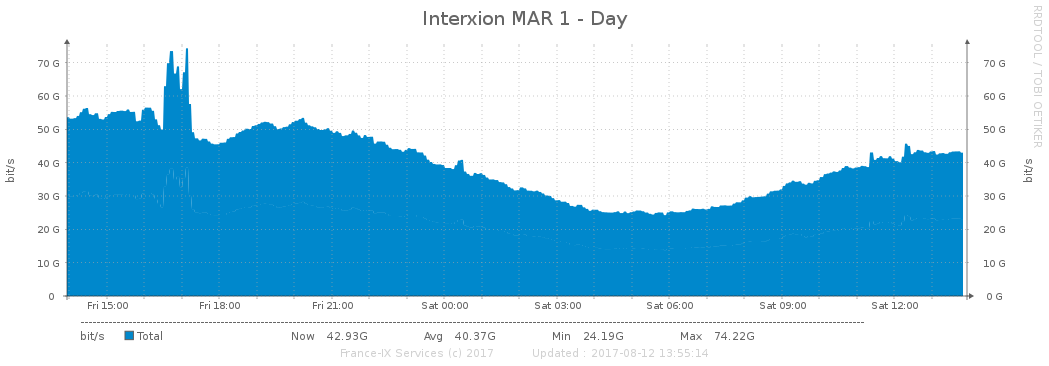 Interxion MAR 1 - Day
RRDTOOL / TOBI OETIKER
bit/s
70 G
60 G
50 G
40 G
30 G
20 G
10 G
0
70 G
60 G
50 G
40 G
30 G
20 G
10 G
0 G
bit/s
Fri 15:00 Fri 18:00 Fri 21:00 Sat 00:00 Sat 03:00 Sat 06:00 Sat 09:00 Sat 12:00
bit/s Total Now 42.93G Avg 40.37G Min 24.19G Max 74.22G
France-IX Services (c) 2017 Updated : 2017-08-12 13:55:14